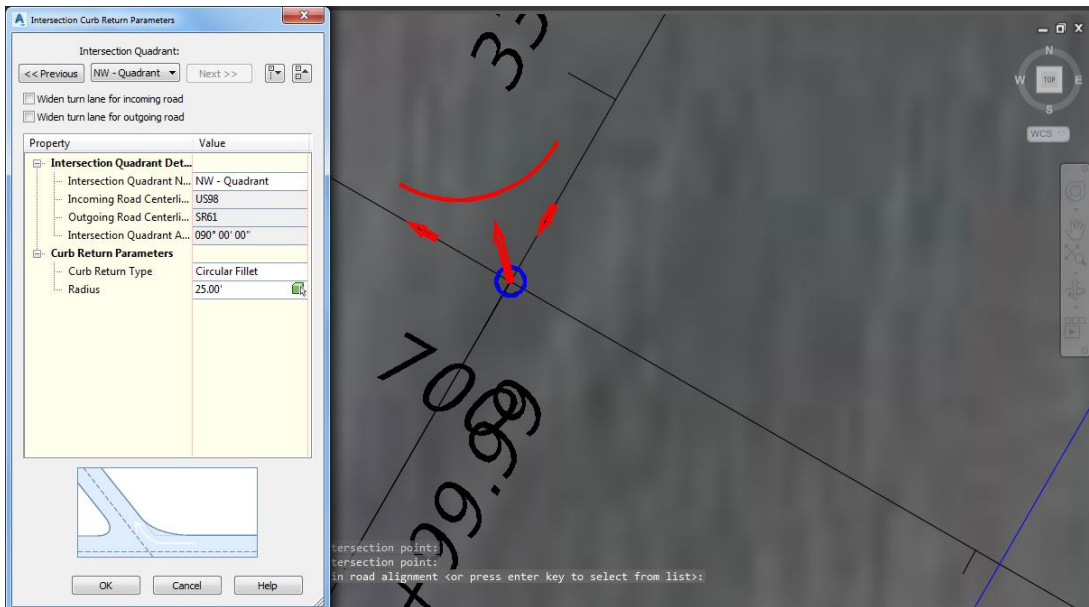 Intersection Curb Return Parameters
Intersection Quadrant:
<< Previous
NW - Quadrant
Next >>
Widen turn lane for incoming road
Widen turn lane for outgoing road
Property Value
Intersection Quadrant Det...
Intersection Quadrant N... NW - Quadrant
Incoming Road Centerli... US98
Outgoing Road Centerli... SR61
Intersection Quadrant A... 090° 00' 00"
Curb Return Parameters
Curb Return Type Circular Fillet
Radius 25.00'
OK Cancel Help
N
W TOP E
S
WCS
700
99.99
tersection point:
tersection point:
in road alignment <or press enter key to select from list>: